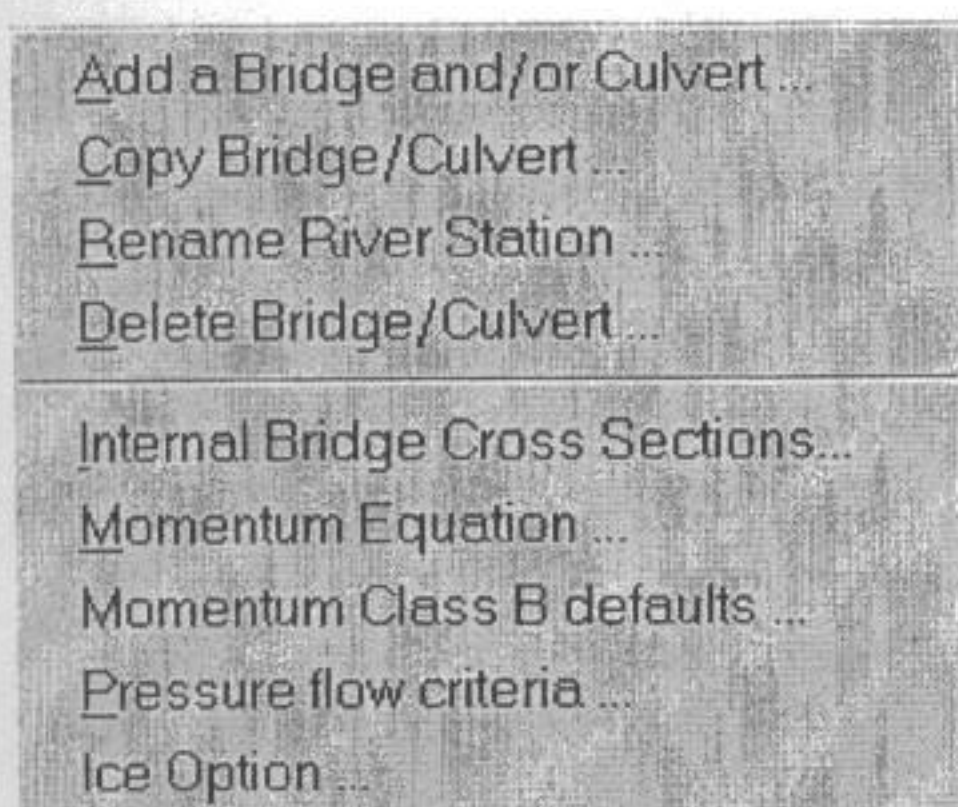 Add a Bridge and/or Culvert ...
Copy Bridge/Culvert ...
Rename River Station ...
Delete Bridge/Culvert ...
Internal Bridge Cross Sections...
Momentum Equation ...
Momentum Class B defaults ...
Pressure flow criteria ...
Ice Option ...